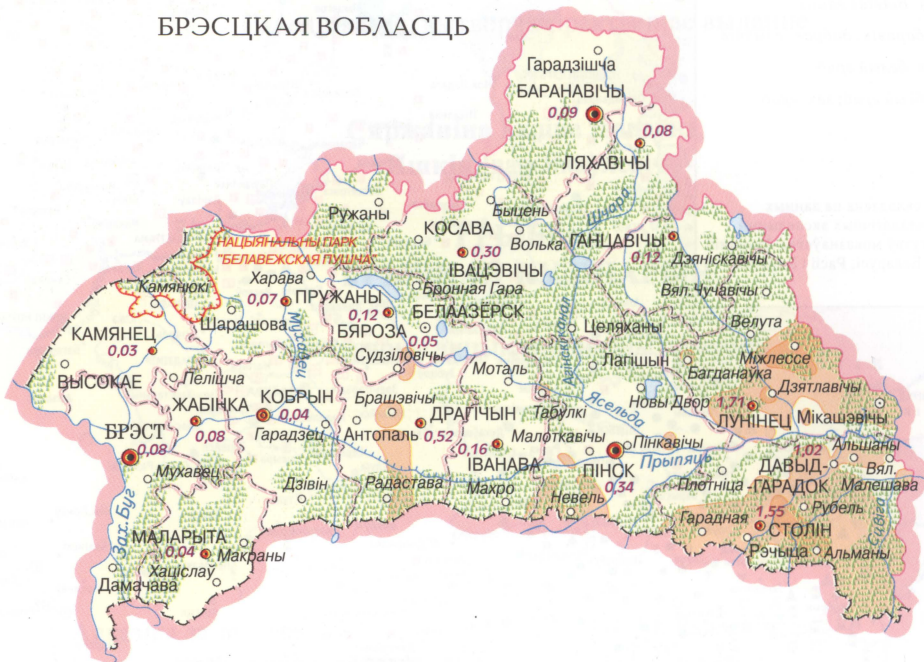 БРЭСЦКАЯ ВОБЛАСЦЬ
Гарадзішча
БАРАНАВІЧЫ
0,09
0,08
ЛЯХАВІЧЫ
Ружаны
Быцень
Шчара
КОСАВА
Волька
ГАНЦАВІЧЫ
0,12
НАЦЫЯНАЛЬНЫ ПАРК
"БЕЛАВЕЖСКАЯ ПУШЧА"
0,30
ІВАЦЭВІЧЫ
Дзяніскавічы
Камянюкі
Харава
Бронная Гара
Вял. Чучавічы
0,07
ПРУЖАНЫ
0,12
БЕЛААЗЁРСК
Шарашова
Мухавец
БЯРОЗА
0,05
Агінскі канал
Целяханы
Велута
КАМЯНЕЦ
0,03
Судзіловічы
Лапішын
Міжлессе
ВЫСОКАЕ
Пелішча
Моталь
Багданаўка
Дзятлавічы
ЖАБІНКА
КОБРЫН
0,04
Брашэвічы
ДРАГІЧЫН
Табулкі
Ясельда
Новы Двор
1,71
Мікашэвічы
ЛУНІНЕЦ
БРЭСТ
0,08
0,08
Гарадзец
Антопаль
0,52
0,16
Малоткавічы
Пінкавічы
Альшаны
ІВАНАВА
ПІНСК
Прыпяць
1,02
Мухавец
Дзівін
Радастава
Махро
Невель
0,34
Плотніца
ДАВЫД-
-ГАРАДОК
Вял.
Малешава
Зах. Буг
МАЛАРЫТА
0,04
Макраны
Гарадная
1,55
СТОЛІН
Рубель
Сцвіга
Хаціслаў
Рэчыца
Альманы
Дамачава